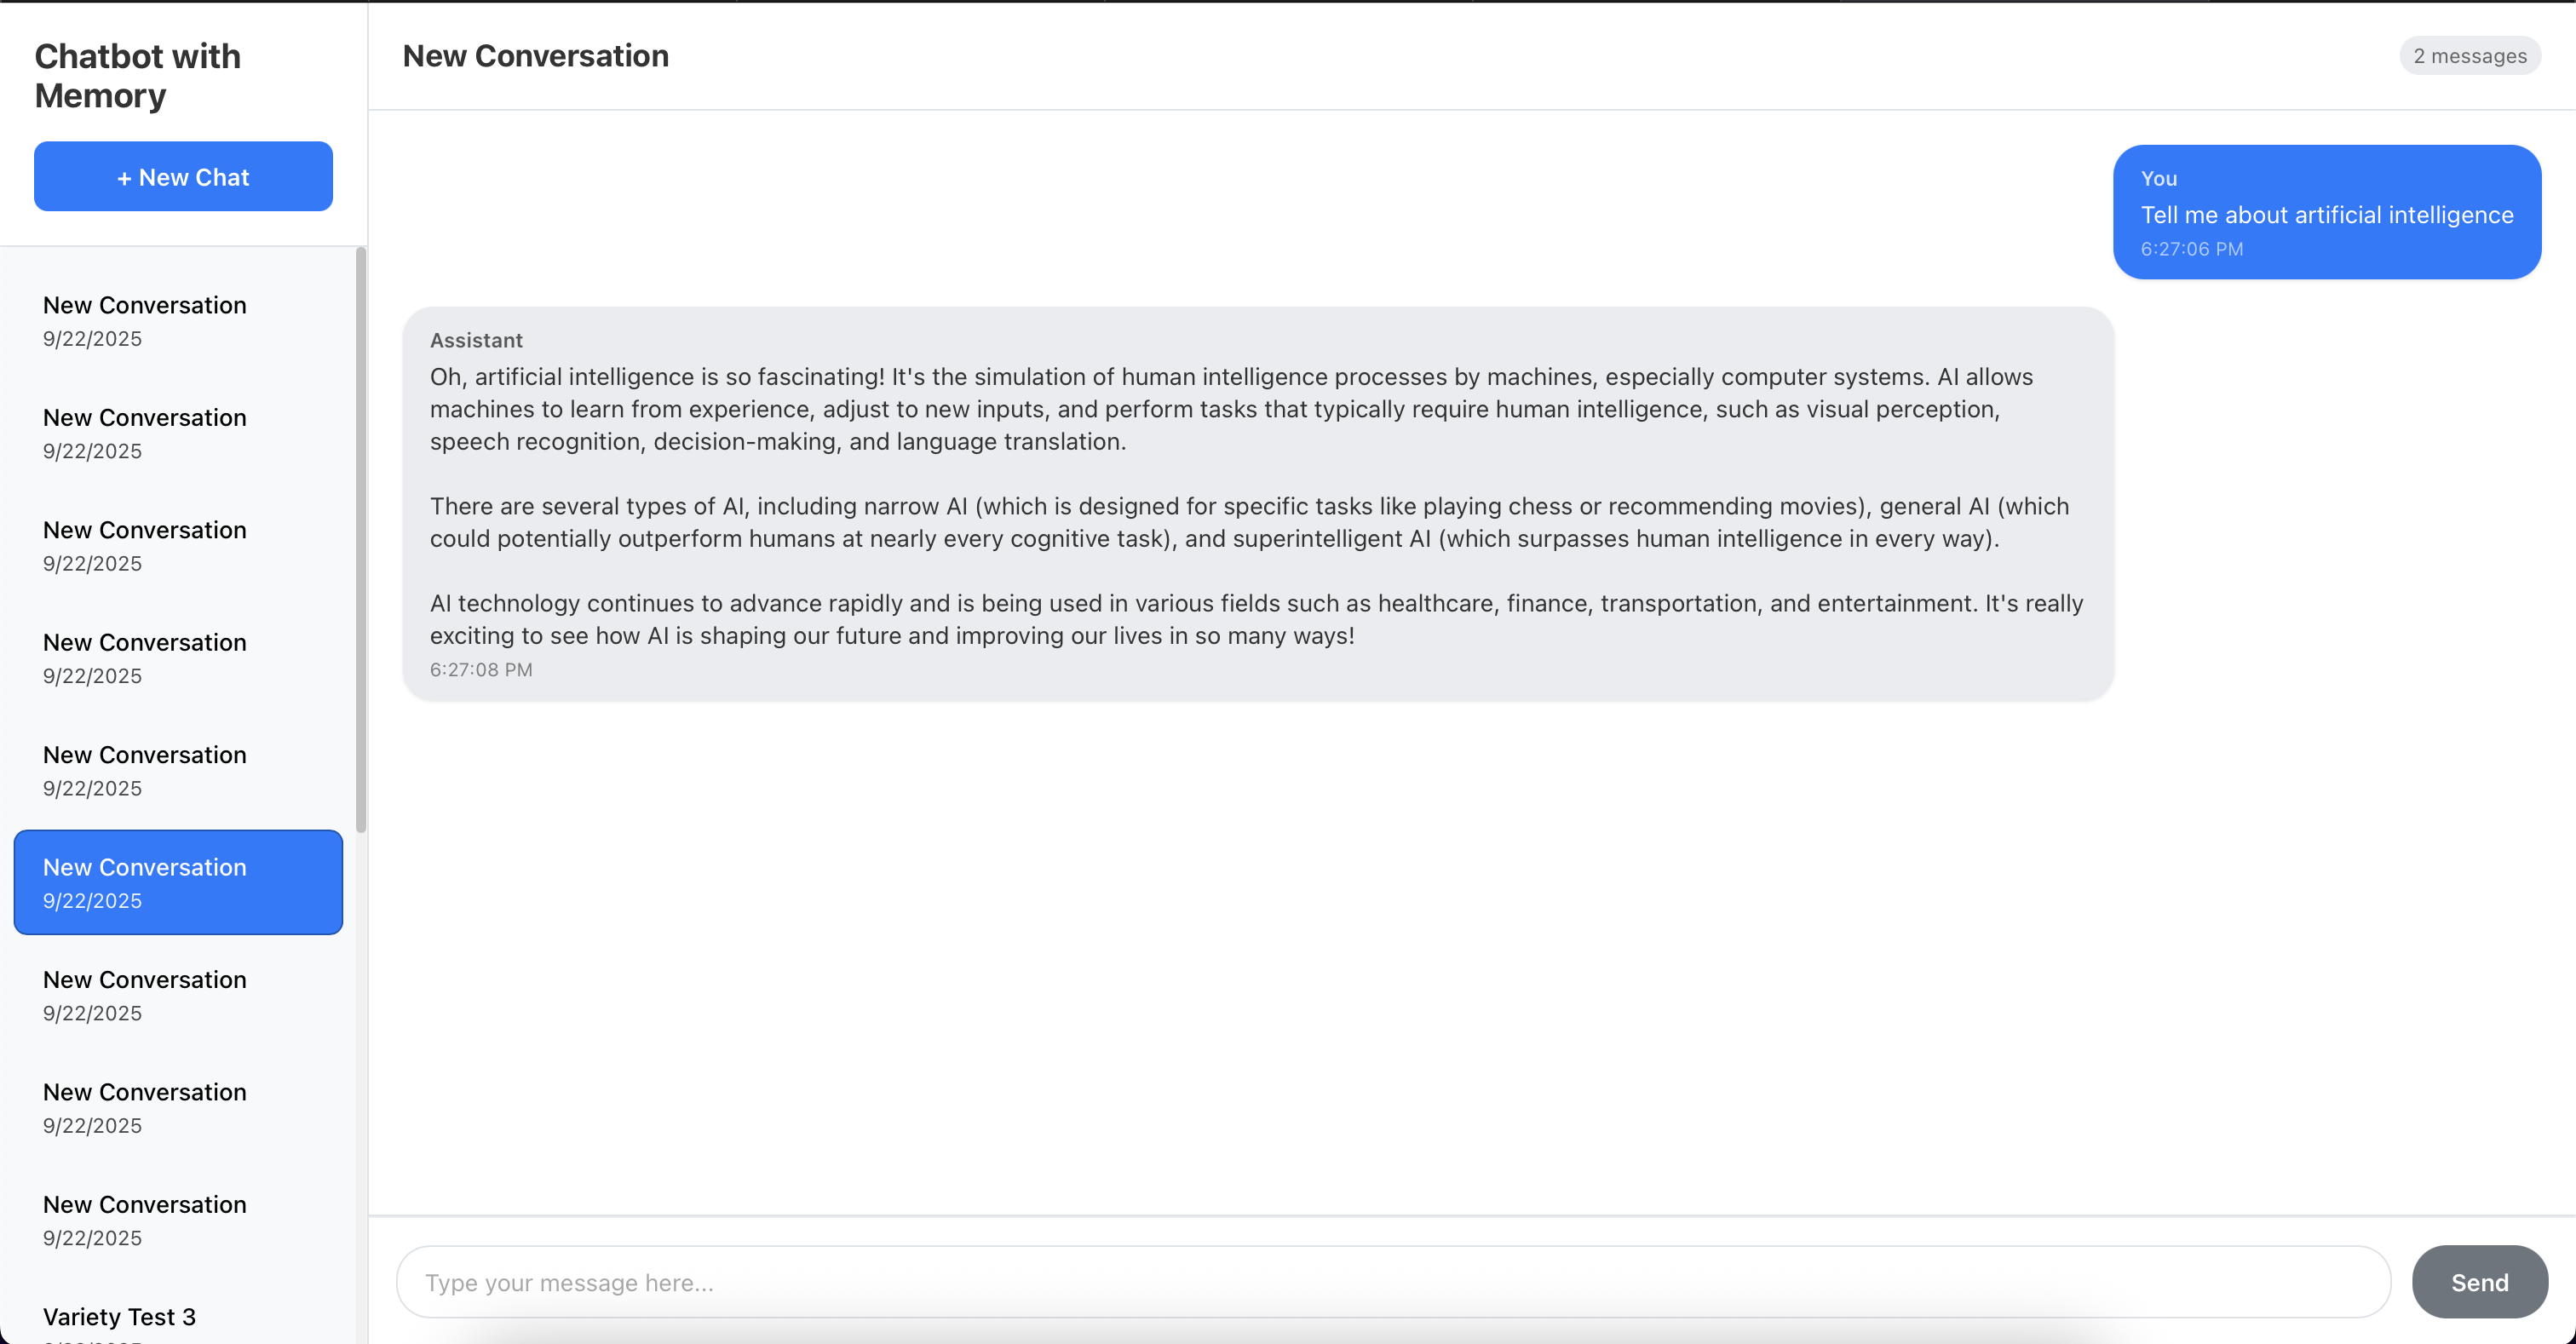 Chatbot with
Memory
+ New Chat
New Conversation
9/22/2025
New Conversation
9/22/2025
New Conversation
9/22/2025
New Conversation
9/22/2025
New Conversation
9/22/2025
New Conversation
9/22/2025
New Conversation
9/22/2025
New Conversation
9/22/2025
New Conversation
9/22/2025
Variety Test 3
New Conversation
2 messages
You
Tell me about artificial intelligence
6:27:06 PM
Assistant
Oh, artificial intelligence is so fascinating! It's the simulation of human intelligence processes by machines, especially computer systems. AI allows
machines to learn from experience, adjust to new inputs, and perform tasks that typically require human intelligence, such as visual perception,
speech recognition, decision-making, and language translation.
There are several types of AI, including narrow AI (which is designed for specific tasks like playing chess or recommending movies), general AI (which
could potentially outperform humans at nearly every cognitive task), and superintelligent AI (which surpasses human intelligence in every way).
AI technology continues to advance rapidly and is being used in various fields such as healthcare, finance, transportation, and entertainment. It's really
exciting to see how AI is shaping our future and improving our lives in so many ways!
6:27:08 PM
Type your message here...
Send